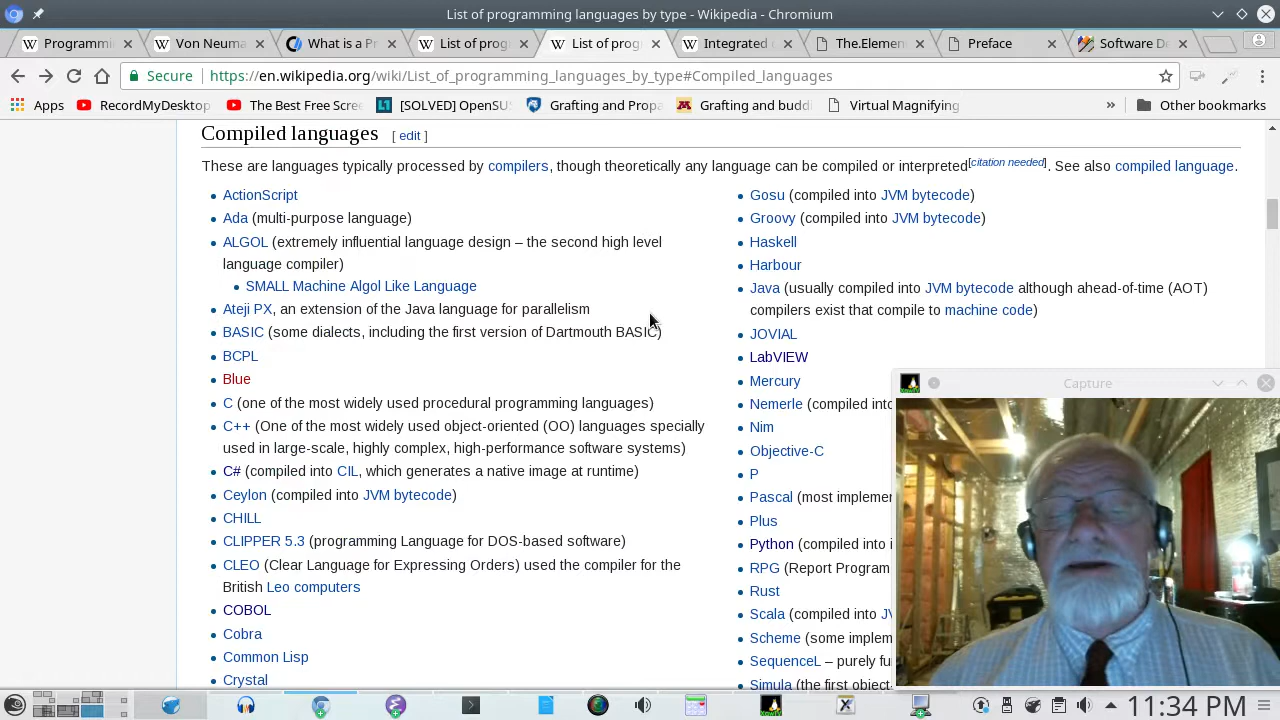 List of programming languages by type - Wikipedia - Chromium
Programmi
Von Neuma
What is a Pr
List of prog
List of prog
Integrated
The.Elemen
Preface
Software De
Secure
https://en.wikipedia.org/wiki/List_of_programming_languages_by_type#Compiled_languages
Apps
RecordMyDesktop
The Best Free Scre
[SOLVED] OpenSUS
Grafting and Propa
Grafting and buddi
Virtual Magnifying
»
Other bookmarks
Compiled languages [ edit ]
These are languages typically processed by compilers, though theoretically any language can be compiled or interpreted[citation needed]. See also compiled language.
ActionScript
Ada (multi-purpose language)
ALGOL (extremely influential language design – the second high level
language compiler)
SMALL Machine Algol Like Language
Ateji PX, an extension of the Java language for parallelism
BASIC (some dialects, including the first version of Dartmouth BASIC)
BCPL
Blue
C (one of the most widely used procedural programming languages)
C++ (One of the most widely used object-oriented (OO) languages specially
used in large-scale, highly complex, high-performance software systems)
C# (compiled into CIL, which generates a native image at runtime)
Ceylon (compiled into JVM bytecode)
CHILL
CLIPPER 5.3 (programming Language for DOS-based software)
CLEO (Clear Language for Expressing Orders) used the compiler for the
British Leo computers
COBOL
Cobra
Common Lisp
Crystal
Gosu (compiled into JVM bytecode)
Groovy (compiled into JVM bytecode)
Haskell
Harbour
Java (usually compiled into JVM bytecode although ahead-of-time (AOT)
compilers exist that compile to machine code)
JOVIAL
LabVIEW
Mercury
Nemerle (compiled into
Nim
Objective-C
P
Pascal (most implemen
Plus
Python (compiled into i
RPG (Report Program
Rust
Scala (compiled into JV
Scheme (some implem
SequenceL – purely fu
Simula (the first object-
Capture
11:34 PM